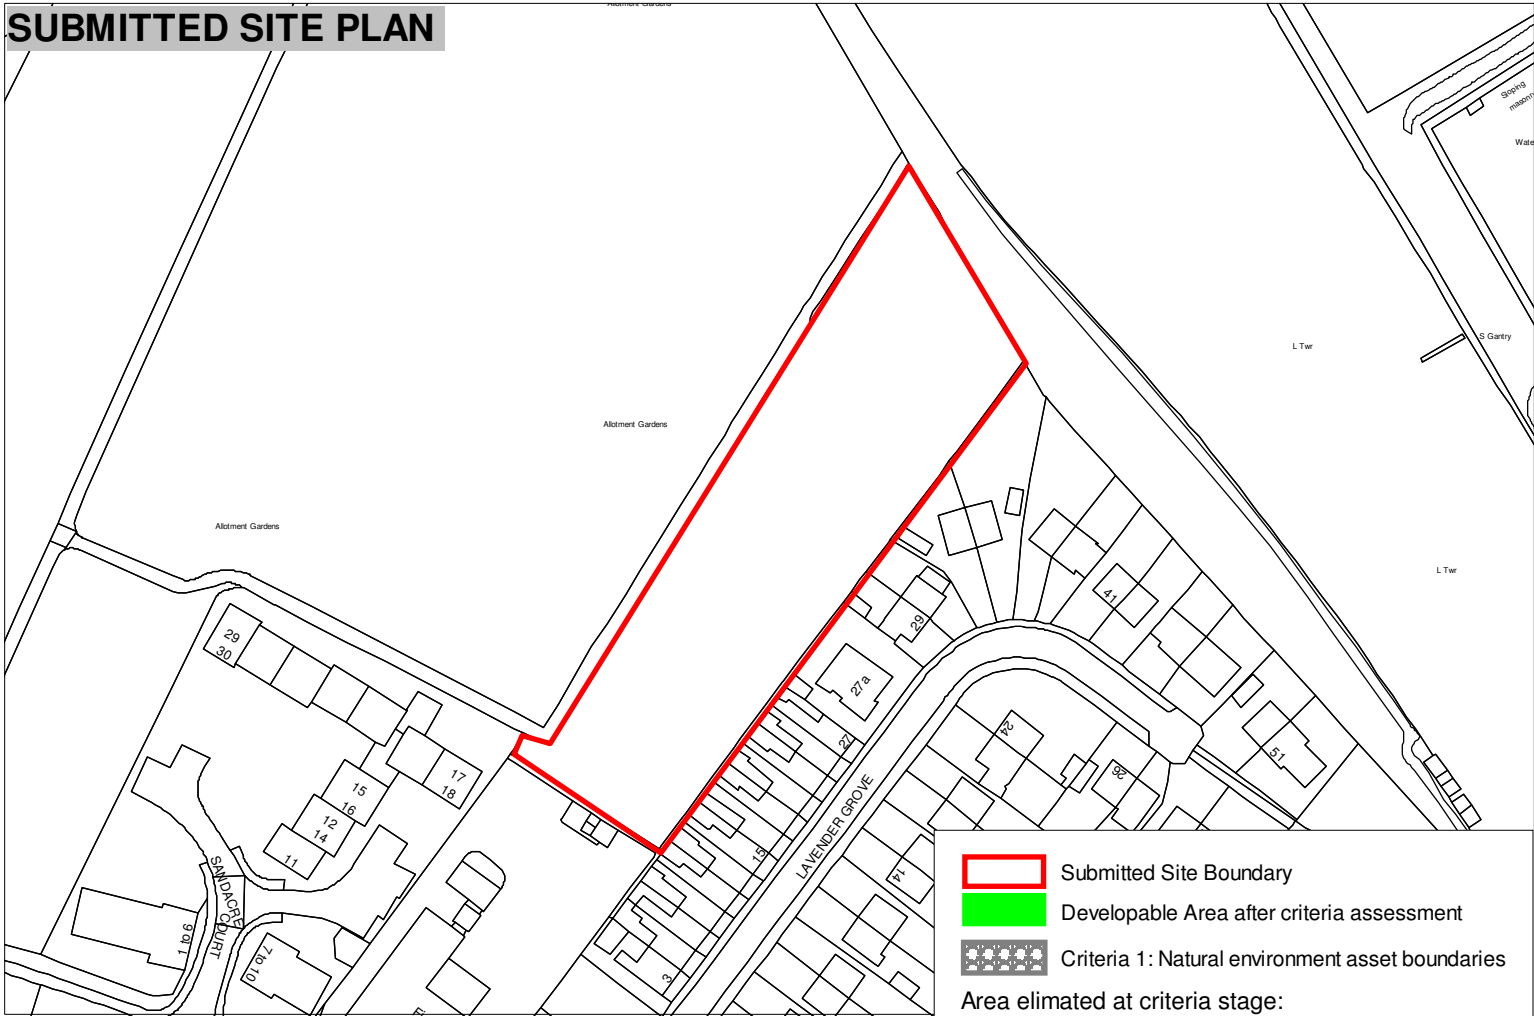 Allotment Gardens
SUBMITTED SITE PLAN
Sloping
masonry
Wate
S Gantry
L Twr
Allotment Gardens
Allotment Gardens
L Twr
41
29
30
29
27a
27
24
51
26
17
18
15
16
12
14
11
15
14
LAVENDER GROVE
SANDACRE
COURT
1 to 6
7 to 10
3
Submitted Site Boundary
Developable Area after criteria assessment
Criteria 1: Natural environment asset boundaries
Area elimated at criteria stage: